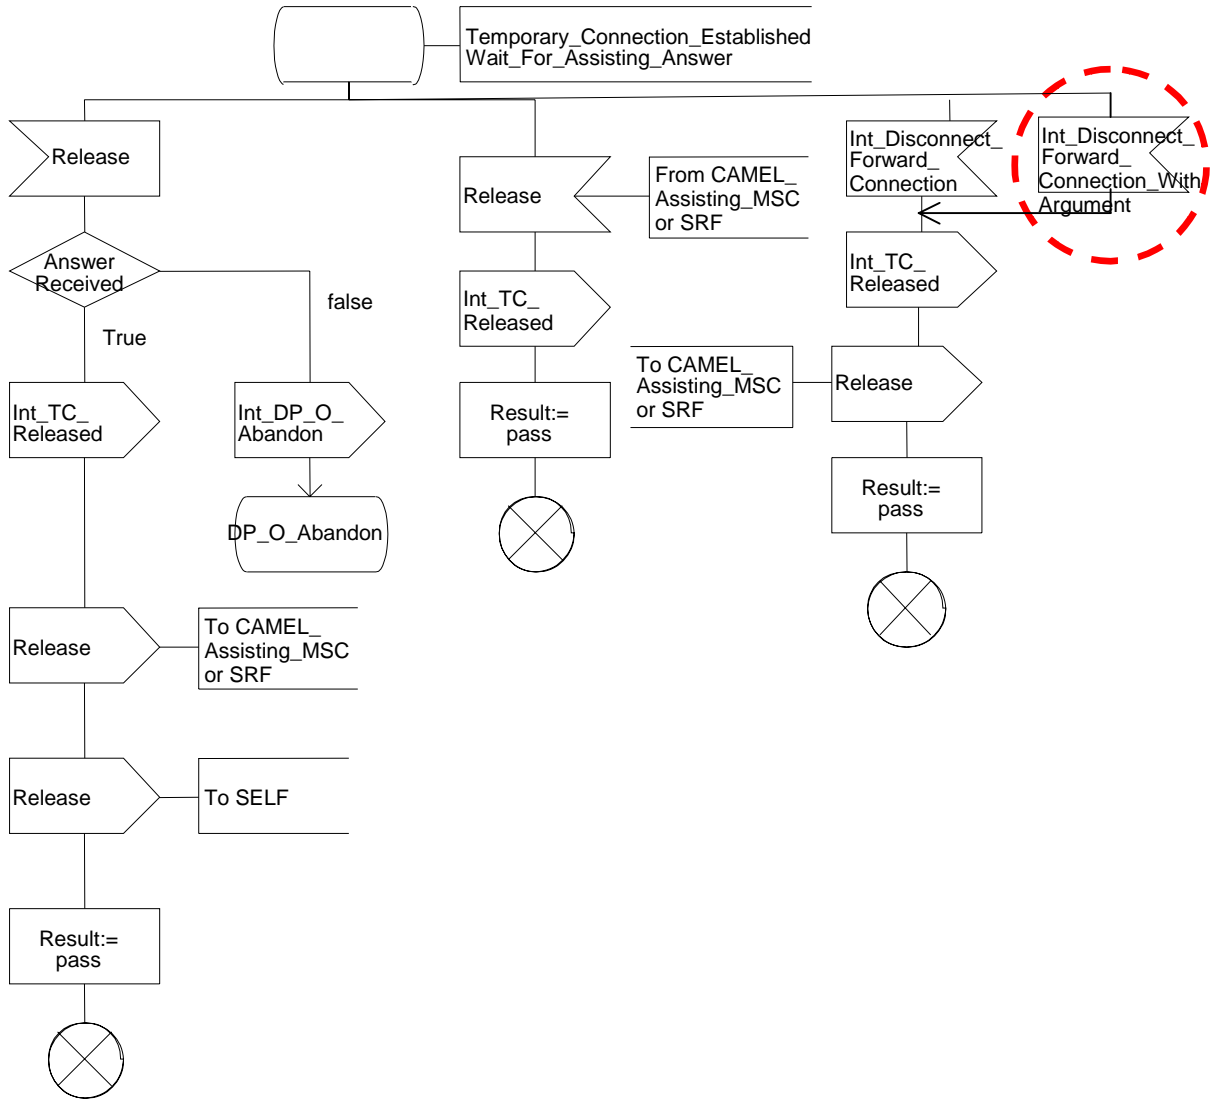 Temporary_Connection_Established
Wait_For_Assisting_Answer
Release
Answer
Received
True
false
Int_TC_
Released
Int_DP_O_
Abandon
DP_O_Abandon
Release
To CAMEL_
Assisting_MSC
or SRF
Release
To SELF
Result:=
pass
Release
From CAMEL_
Assisting_MSC
or SRF
Int_TC_
Released
Result:=
pass
Int_Disconnect_
Forward_
Connection
Int_TC_
Released
To CAMEL_
Assisting_MSC
or SRF
Release
Result:=
pass
Int_Disconnect_
Forward_
Connection_With
Argument